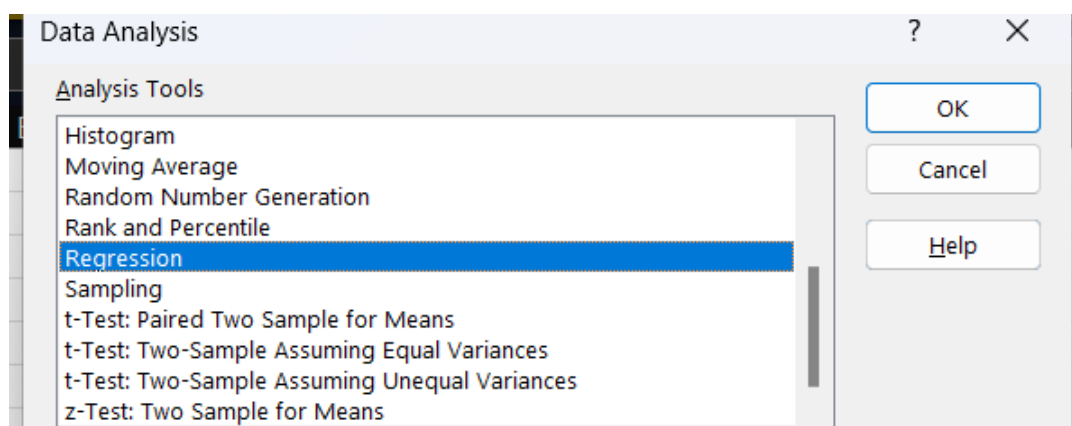 Data Analysis
?
Analysis Tools
OK
Histogram
Moving Average
Cancel
Random Number Generation
Rank and Percentile
Regression
Help
Sampling
t-Test: Paired Two Sample for Means
t-Test: Two-Sample Assuming Equal Variances
t-Test: Two-Sample Assuming Unequal Variances
z-Test: Two Sample for Means